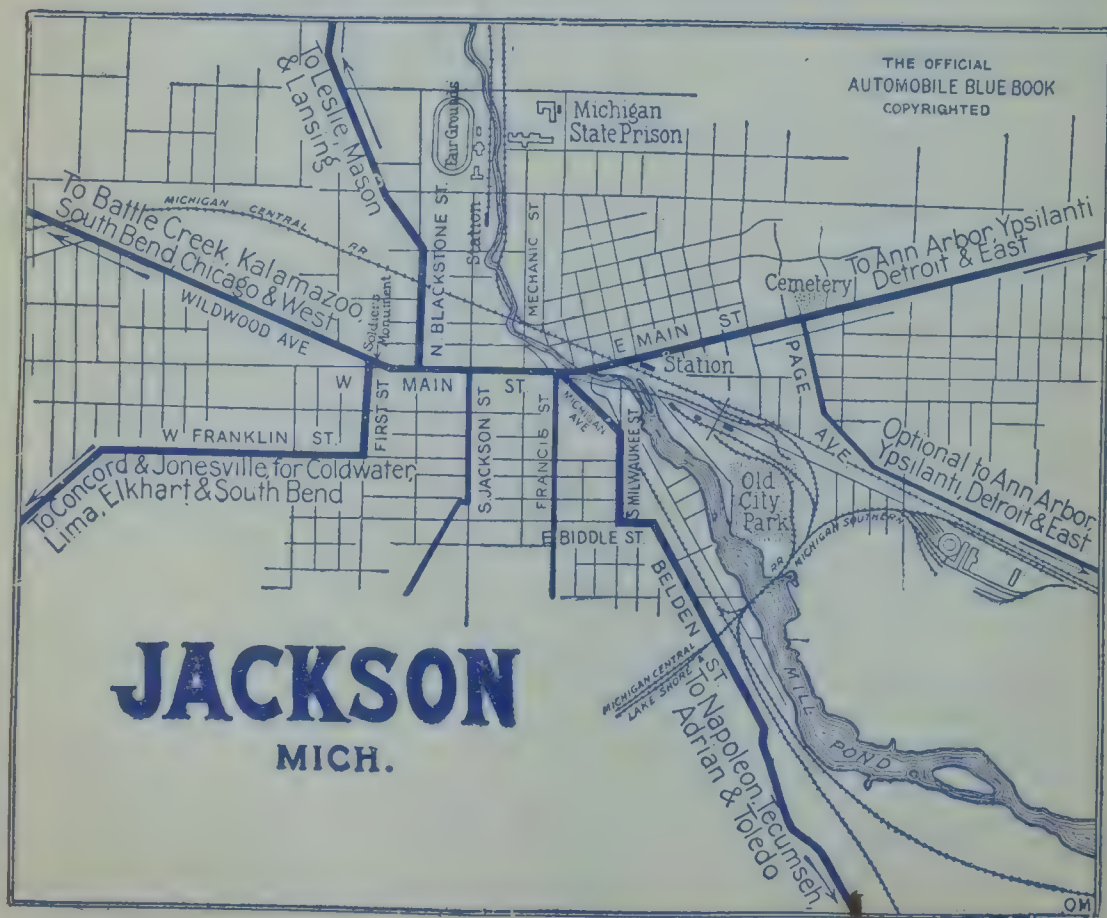 THE OFFICIAL
AUTOMOBILE BLUE BOOK
COPYRIGHTED
To Leslie, Mason
& Lansing
Fair Grounds
Michigan
State Prison
Station
N BLACKSTONE ST.
MECHANIC ST
To Battle Creek, Kalamazoo,
South Bend Chicago & West
MICHIGAN CENTRAL RR
WILDWOOD AVE
Soldiers
Monument
To Ann Arbor, Ypsilanti
Detroit & East
Cemetery
E MAIN ST
Station
W MAIN ST.
PAGE AVE.
FIRST ST
S. JACKSON ST
FRANCIS ST
MICHIGAN
AVE
S MILWAUKEE ST
W FRANKLIN ST.
To Concord & Jonesville, for Coldwater,
Lima, Elkhart & South Bend
Optional to Ann Arbor,
Ypsilanti, Detroit & East
Old
City
Park
E BIDDLE ST.
MICHIGAN SOUTHERN
RR
BELDEN ST
MICHIGAN CENTRAL
LAKE SHORE
MILL POND
To Napoleon, Tecumseh,
Adrian & Toledo
JACKSON
MICH.
OM